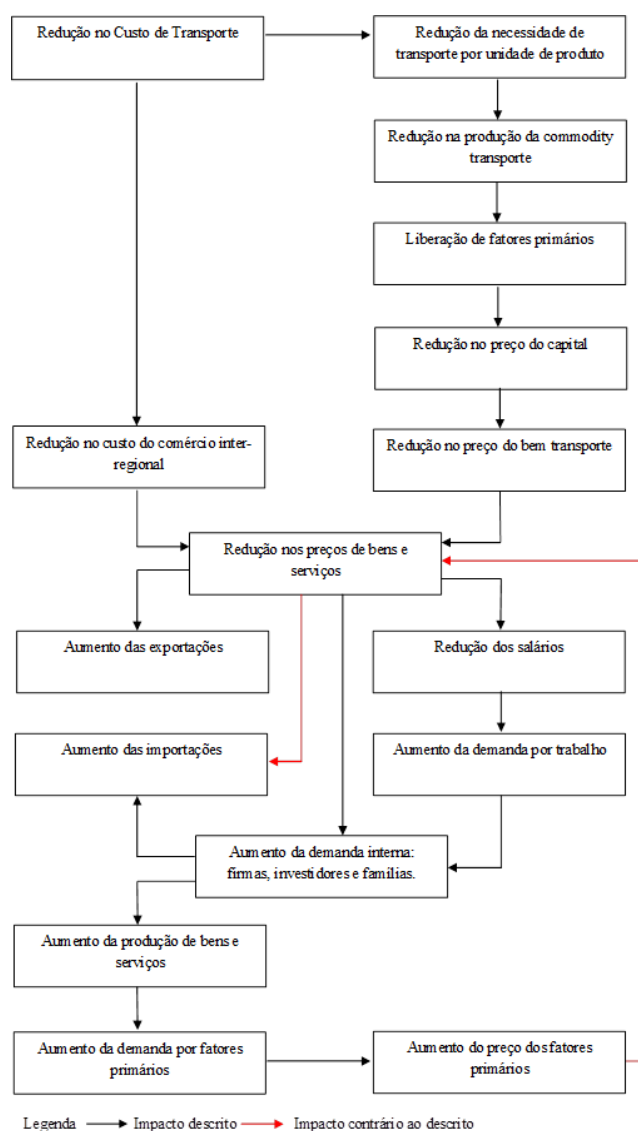 Redução no Custo de Transporte
Redução da necessidade de
transporte por unidade de produto
Redução na produção da commodity
transporte
Liberação de fatores primários
Redução no preço do capital
Redução no custo do comércio inter-
regional
Redução no preço do bem transporte
Redução nos preços de bens e
serviços
Aumento das exportações
Redução dos salários
Aumento das importações
Aumento da demanda por trabalho
Aumento da demanda interna:
firmas, investidores e famílias.
Aumento da produção de bens e
serviços
Aumento da demanda por fatores
primários
Aumento do preço dos fatores
primários
Legenda Impacto descrito Impacto contrário ao descrito